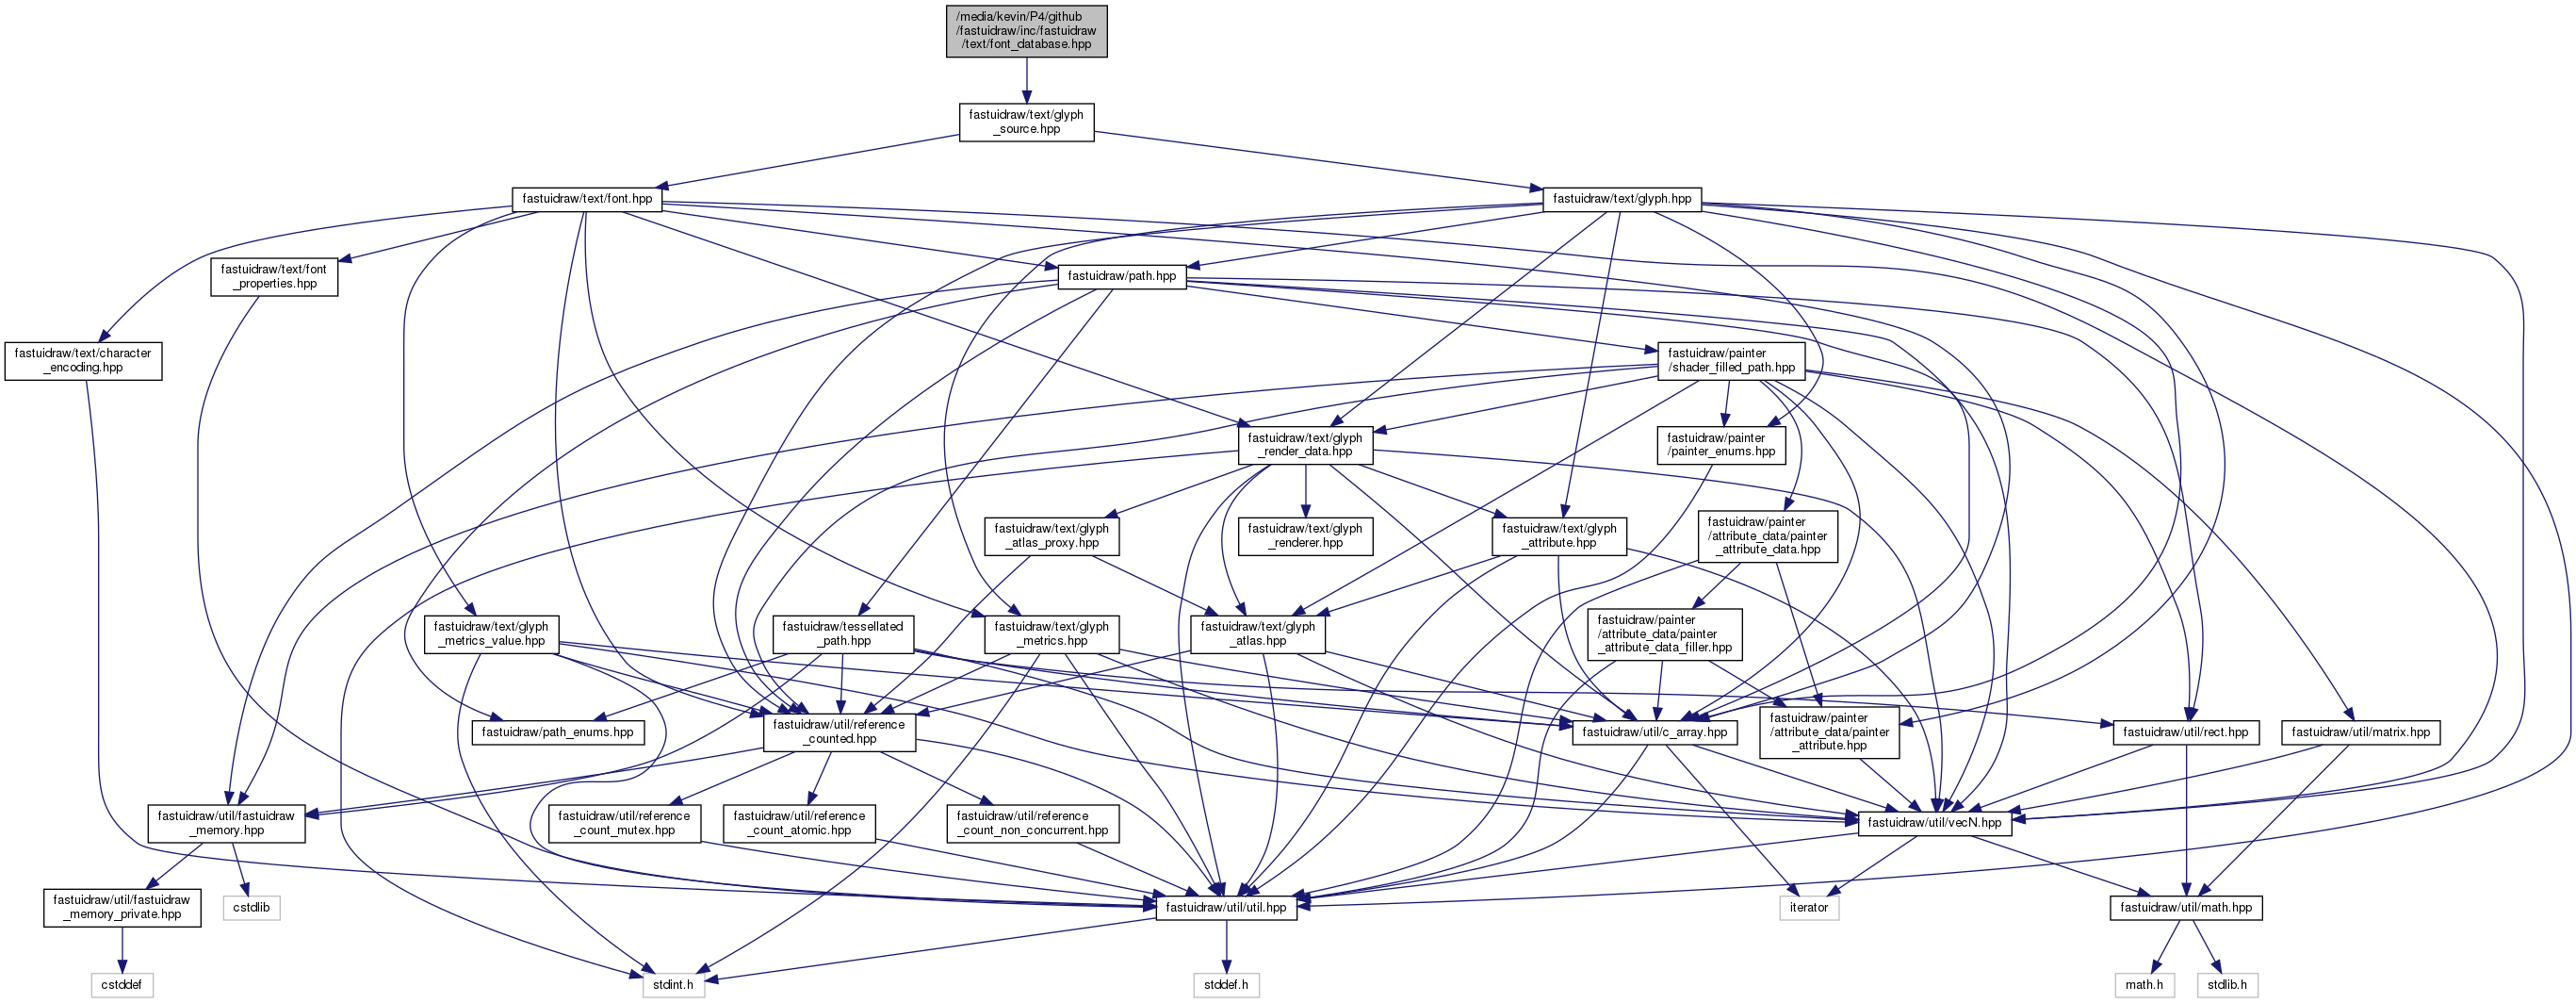 /media/kevin/P4/github
/fastuidraw/inc/fastuidraw
/text/font_database.hpp
fastuidraw/text/glyph
_source.hpp
fastuidraw/text/font.hpp
fastuidraw/text/glyph.hpp
fastuidraw/text/font
_properties.hpp
fastuidraw/path.hpp
fastuidraw/text/character
_encoding.hpp
fastuidraw/painter
/shader_filled_path.hpp
fastuidraw/text/glyph
_render_data.hpp
fastuidraw/painter
/painter_enums.hpp
fastuidraw/text/glyph
_atlas_proxy.hpp
fastuidraw/text/glyph
_renderer.hpp
fastuidraw/text/glyph
_attribute.hpp
fastuidraw/painter
/attribute_data/painter
_attribute_data.hpp
fastuidraw/text/glyph
_metrics_value.hpp
fastuidraw/tessellated
_path.hpp
fastuidraw/text/glyph
_metrics.hpp
fastuidraw/text/glyph
_atlas.hpp
fastuidraw/painter
/attribute_data/painter
_attribute_data_filler.hpp
fastuidraw/path_enums.hpp
fastuidraw/util/reference
_counted.hpp
fastuidraw/util/c_array.hpp
fastuidraw/painter
/attribute_data/painter
_attribute.hpp
fastuidraw/util/rect.hpp
fastuidraw/util/matrix.hpp
fastuidraw/util/fastuidraw
_memory.hpp
fastuidraw/util/reference
_count_mutex.hpp
fastuidraw/util/reference
_count_atomic.hpp
fastuidraw/util/reference
_count_non_concurrent.hpp
fastuidraw/util/vecN.hpp
fastuidraw/util/fastuidraw
_memory_private.hpp
cstdlib
fastuidraw/util/util.hpp
iterator
fastuidraw/util/math.hpp
cstddef
stdint.h
stddef.h
math.h
stdlib.h